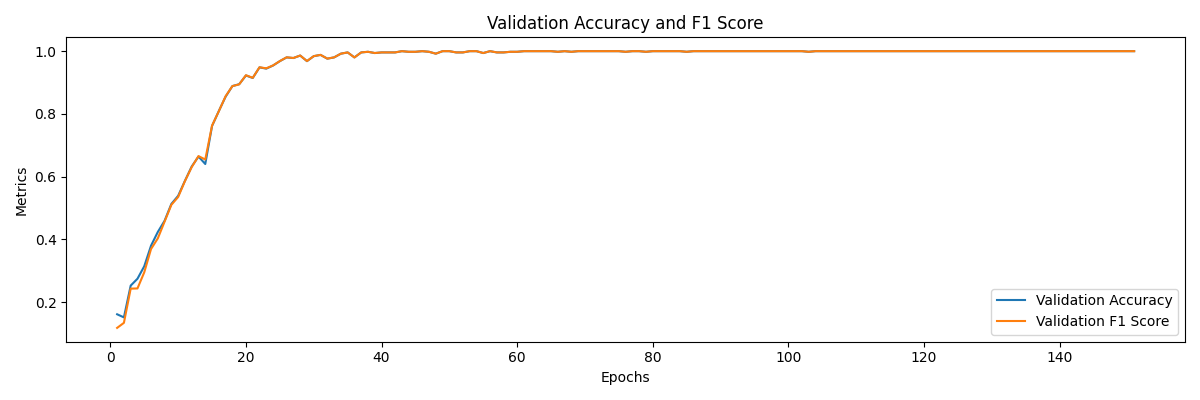 Validation Accuracy and F1 Score
Metrics
1.0
0.8
0.6
0.4
0.2
0 20 40 60 80 100 120 140
Epochs
Validation Accuracy
Validation F1 Score